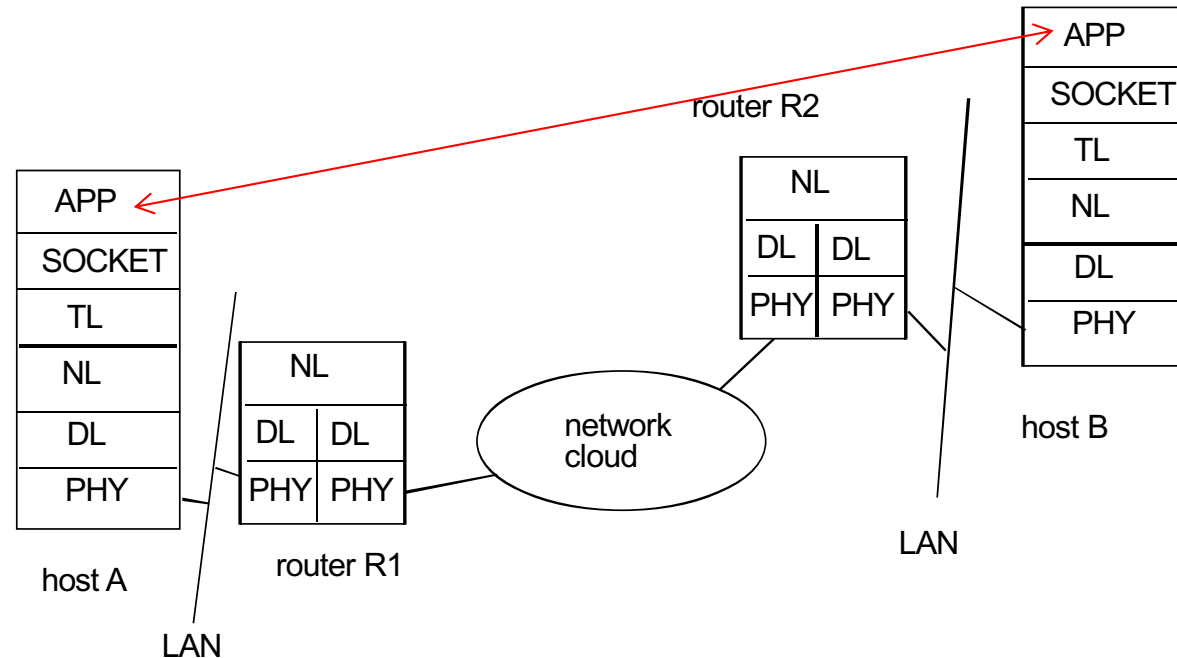 APP
SOCKET
TL
NL
DL
PHY
host A
LAN
NL
DL DL
PHY PHY
router R1
network
cloud
router R2
NL
DL DL
PHY PHY
LAN
APP
SOCKET
TL
NL
DL
PHY
host B